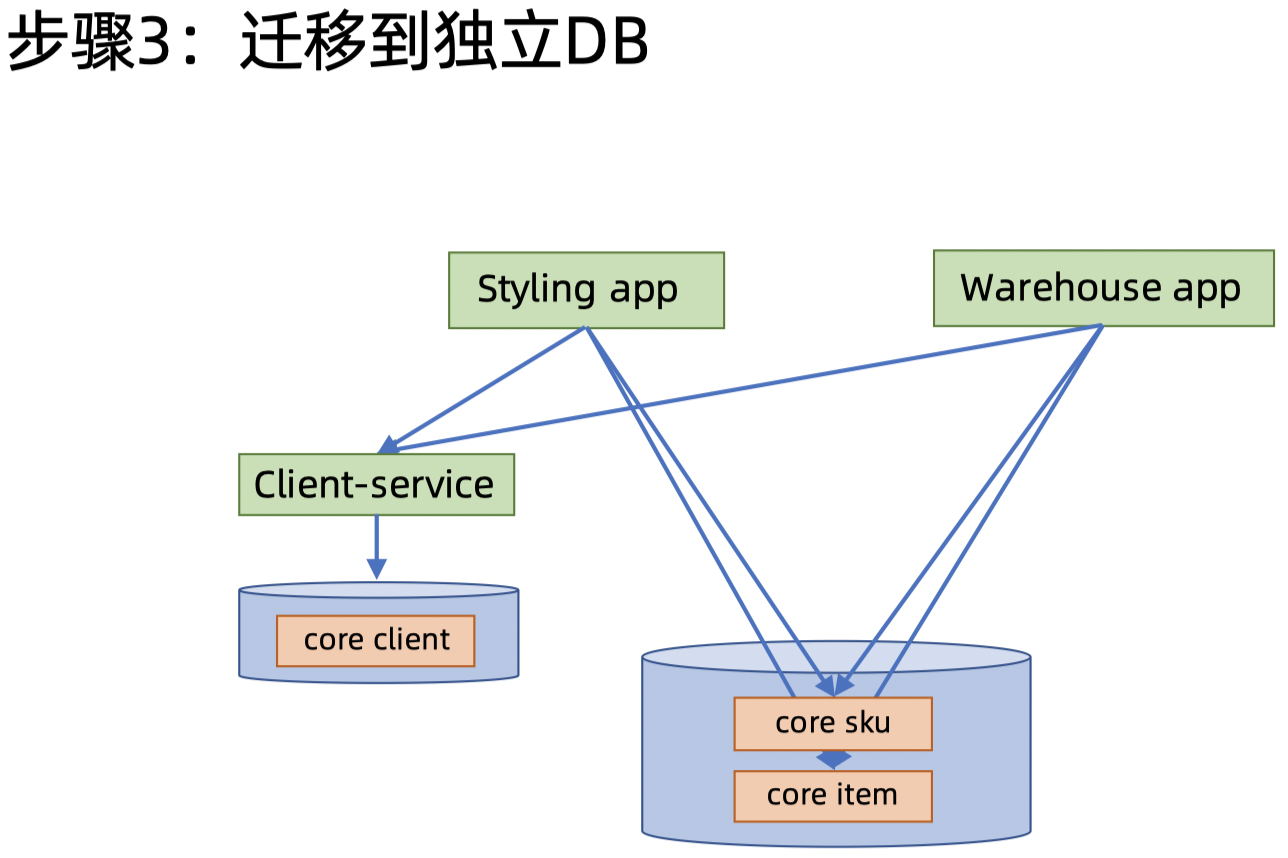 步骤3：迁移到独立DB
Styling app
Warehouse app
Client-service
core client
core sku
core item